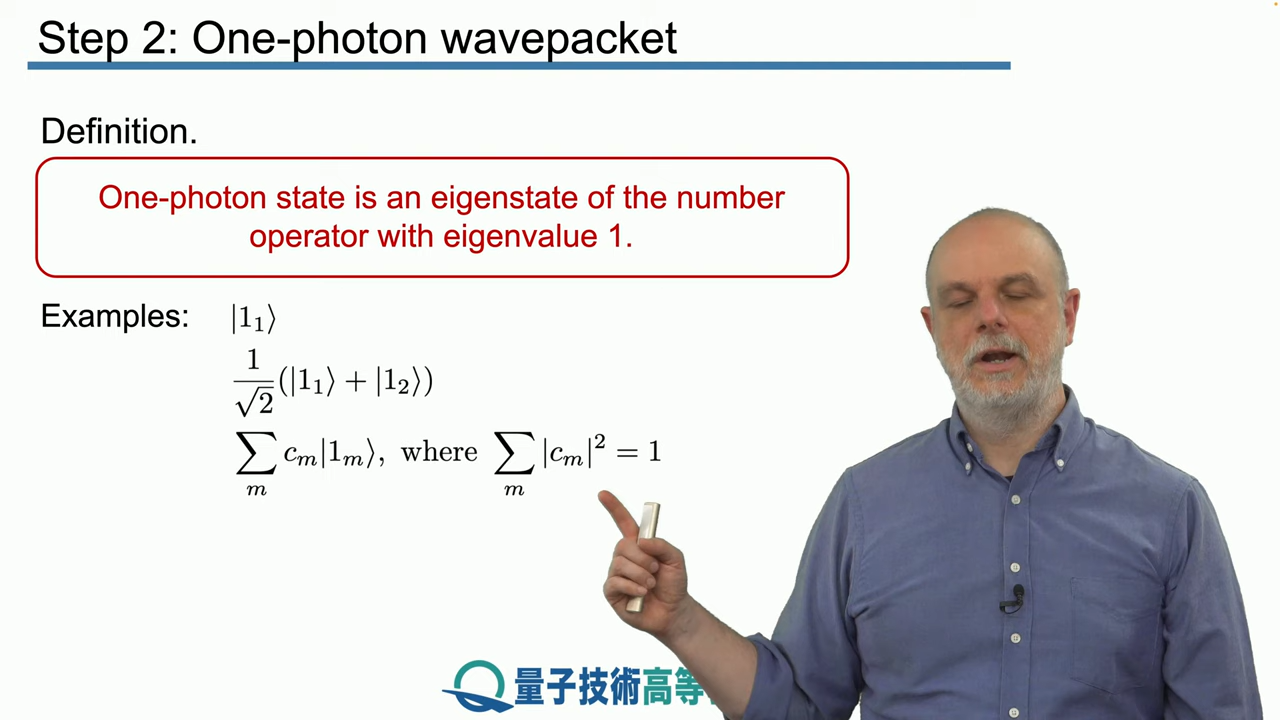 Step 2: One-photon wavepacket
Definition.
One-photon state is an eigenstate of the number
operator with eigenvalue 1.
Examples: |1₁⟩
1/√2(|1₁⟩ + |1₂⟩)
∑ₘ cₘ|1ₘ⟩, where ∑ₘ |cₘ|² = 1
量子技術高等